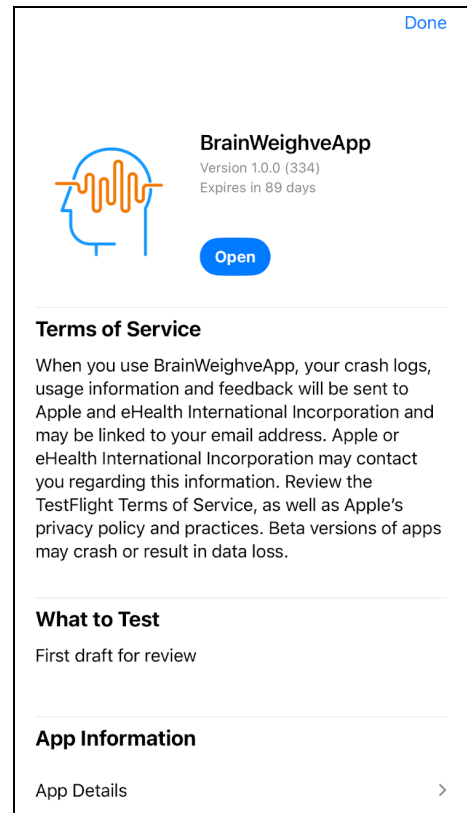 Done
BrainWeighveApp
Version 1.0.0 (334)
Expires in 89 days
Open
Terms of Service
When you use BrainWeighveApp, your crash logs,
usage information and feedback will be sent to
Apple and eHealth International Incorporation and
may be linked to your email address. Apple or
eHealth International Incorporation may contact
you regarding this information. Review the
TestFlight Terms of Service, as well as Apple's
privacy policy and practices. Beta versions of apps
may crash or result in data loss.
What to Test
First draft for review
App Information
App Details